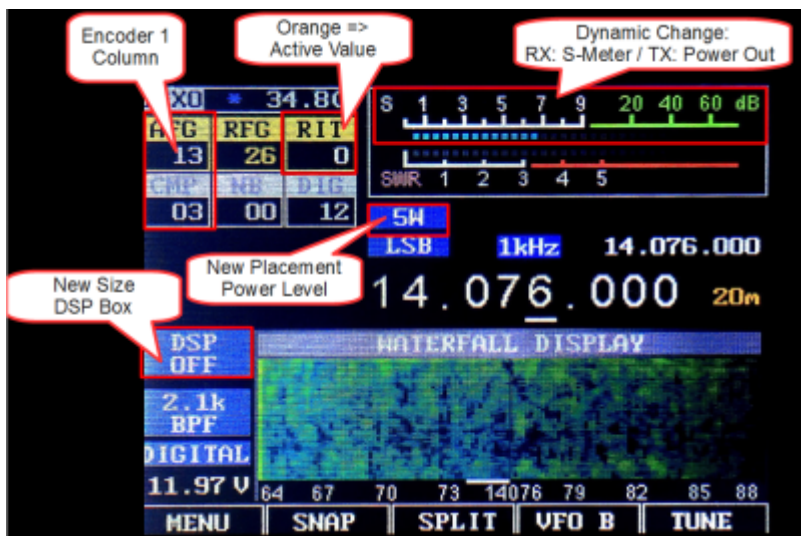 Encoder 1
Column
Orange =>
Active Value
Dynamic Change:
RX: S-Meter / TX: Power Out
XO * 34.8
S 1 3 5 7 9 20 40 60 dB
AFG RFG RIT
13 26 0
SWR 1 2 3 4 5
CMP NB DIG
03 00 12
5W
LSB 1kHz 14.076.000
New Placement
Power Level
14.076.000 20m
New Size
DSP Box
DSP
OFF
WATERFALL DISPLAY
2.1k
BPF
DIGITAL
11.97 V
64 67 70 73 14076 79 82 85 88
MENU SNAP SPLIT VFO B TUNE